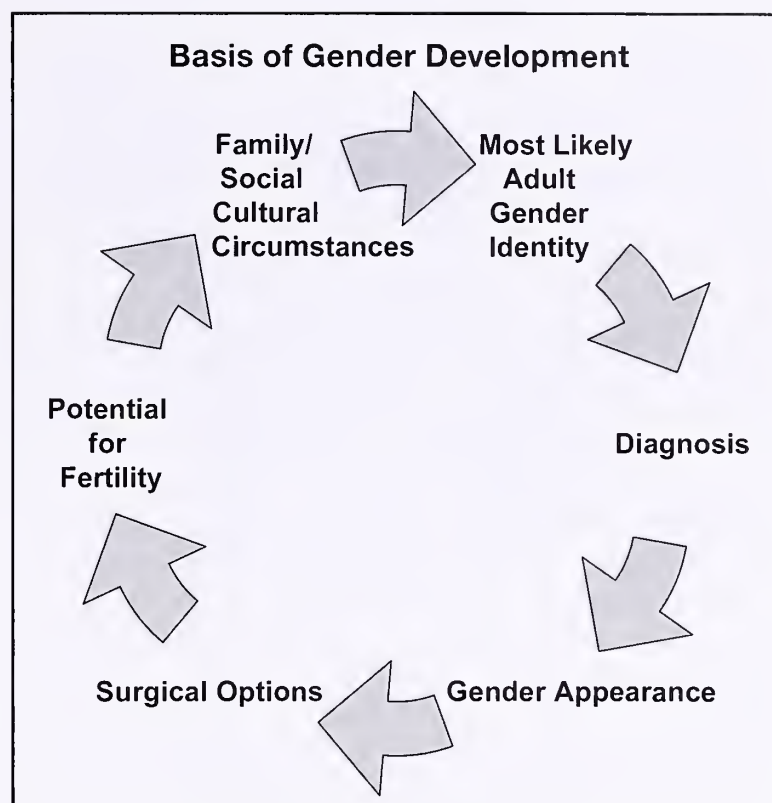 Basis of Gender Development
Family/
Social
Cultural
Circumstances
Most Likely
Adult
Gender
Identity
Diagnosis
Gender Appearance
Surgical Options
Potential
for
Fertility